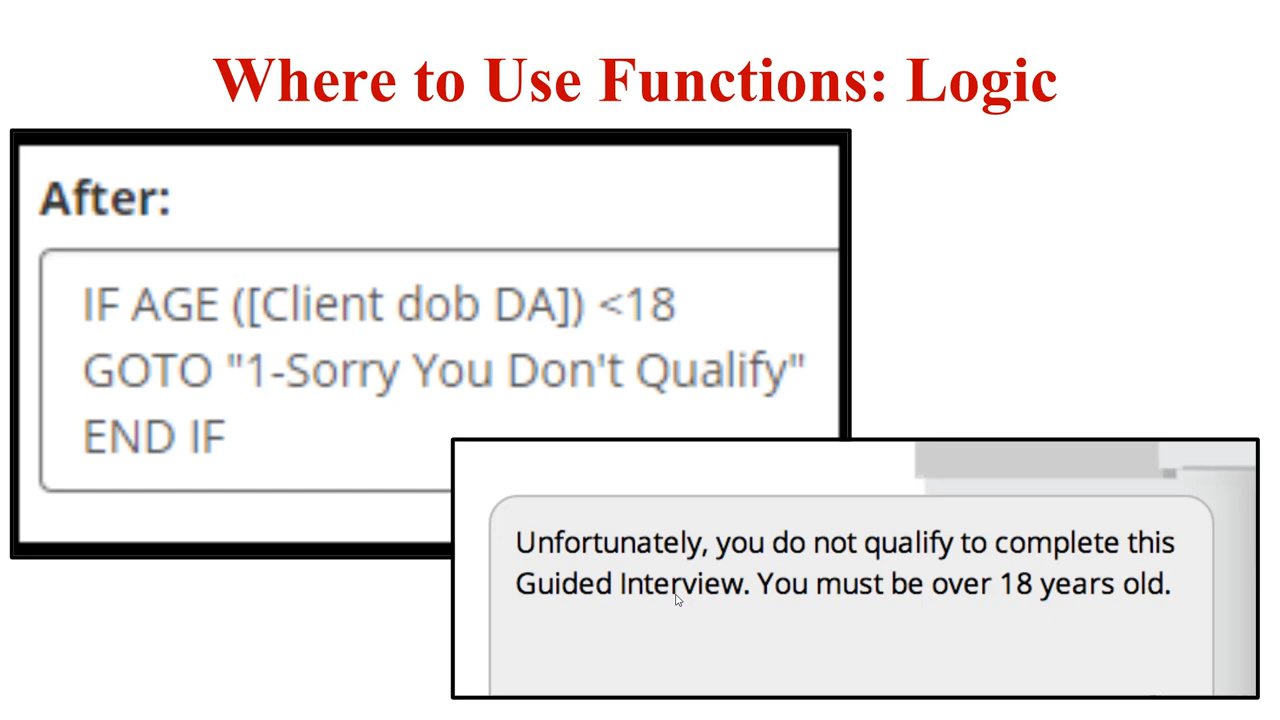 Where to Use Functions: Logic
After:
IF AGE ([Client dob DA]) <18
GOTO "1-Sorry You Don't Qualify"
END IF
Unfortunately, you do not qualify to complete this
Guided Interview. You must be over 18 years old.